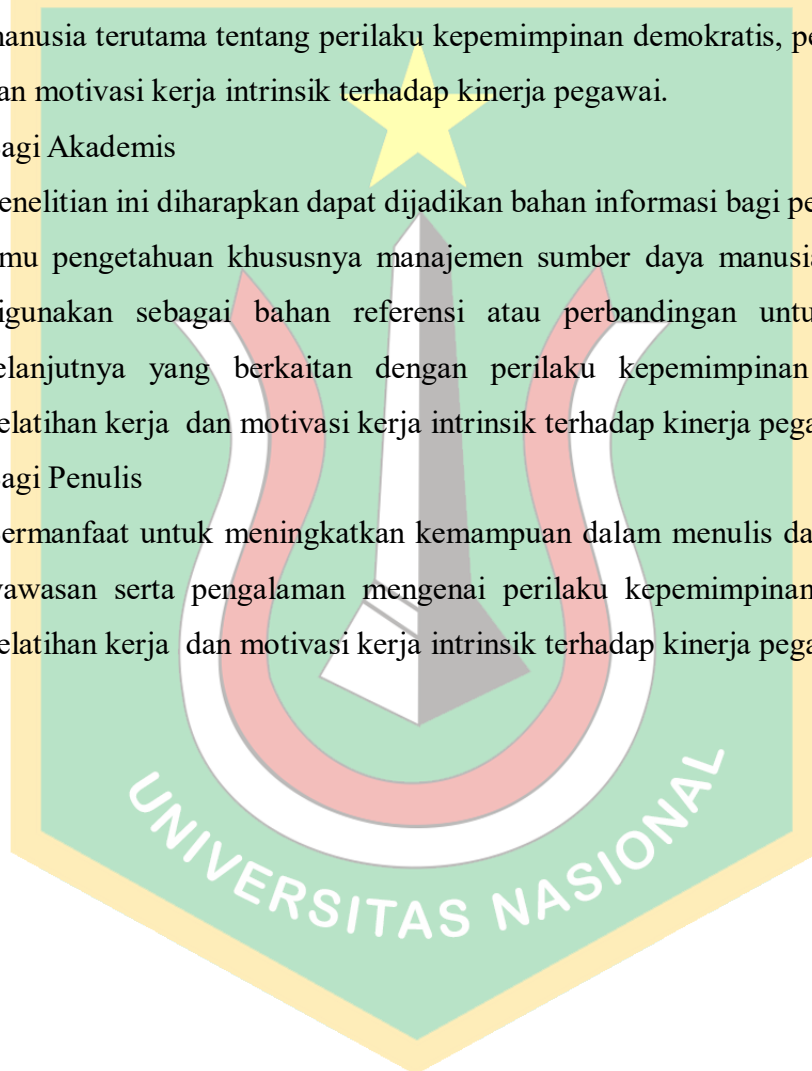 anusia terutama tentang perilaku kepemimpinan demokratis, pe
an motivasi kerja intrinsik terhadap kinerja pegawai.
agi Akademis
enelitian ini diharapkan dapat dijadikan bahan informasi bagi pe
mu pengetahuan khususnya manajemen sumber daya manusia
igunakan sebagai bahan referensi atau perbandingan untu
elanjutnya yang berkaitan dengan perilaku kepemimpinan
elatihan kerja dan motivasi kerja intrinsik terhadap kinerja pega
agi Penulis
ermanfaat untuk meningkatkan kemampuan dalam menulis da
wawasan serta pengalaman mengenai perilaku kepemimpinan
elatihan kerja dan motivasi kerja intrinsik terhadap kinerja pega
UNIVERSITAS NASIONAL